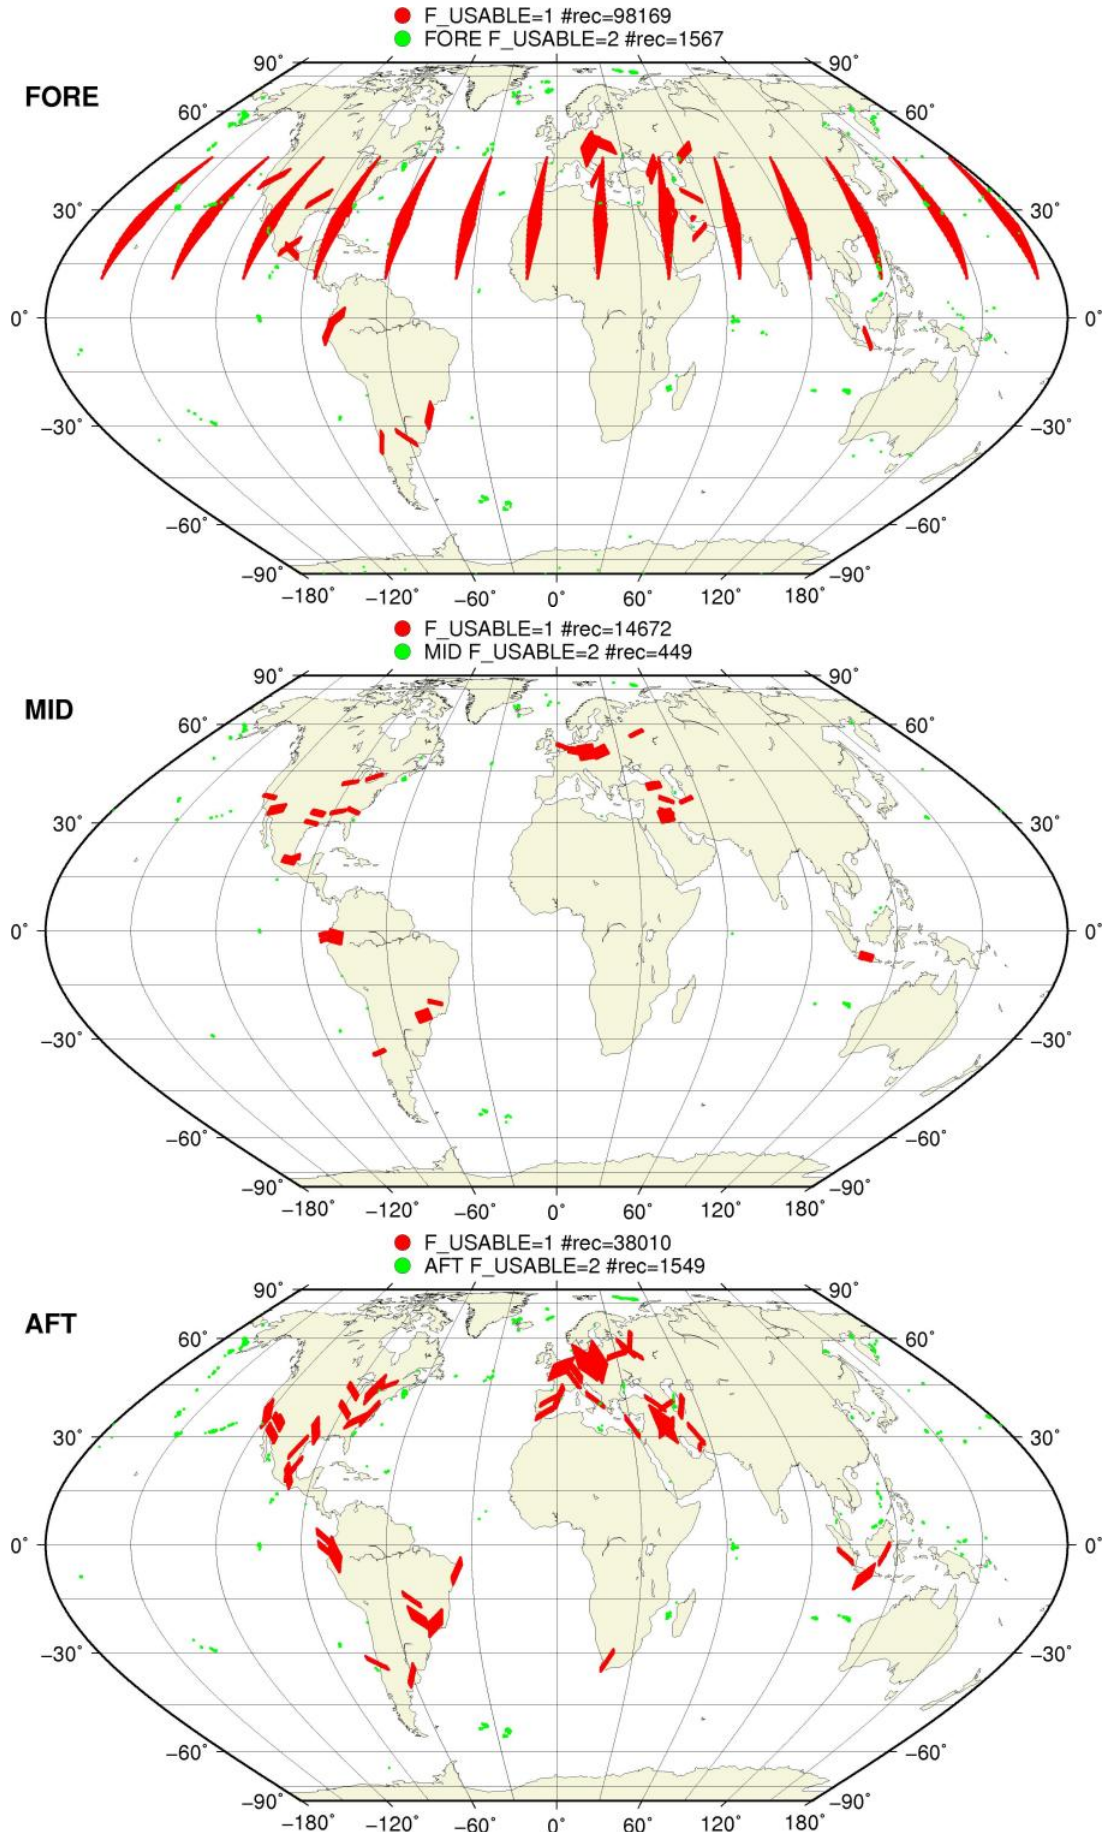 F_USABLE=1 #rec=98169
FORE F_USABLE=2 #rec=1567
FORE
90° 90°
60° 60°
30° 30°
0° 0°
−30° −30°
−60° −60°
−90° −90°
−180° −120° −60° 0° 60° 120° 180°
F_USABLE=1 #rec=14672
MID F_USABLE=2 #rec=449
MID
90° 90°
60° 60°
30° 30°
0° 0°
−30° −30°
−60° −60°
−90° −90°
−180° −120° −60° 0° 60° 120° 180°
F_USABLE=1 #rec=38010
AFT F_USABLE=2 #rec=1549
AFT
90° 90°
60° 60°
30° 30°
0° 0°
−30° −30°
−60° −60°
−90° −90°
−180° −120° −60° 0° 60° 120° 180°